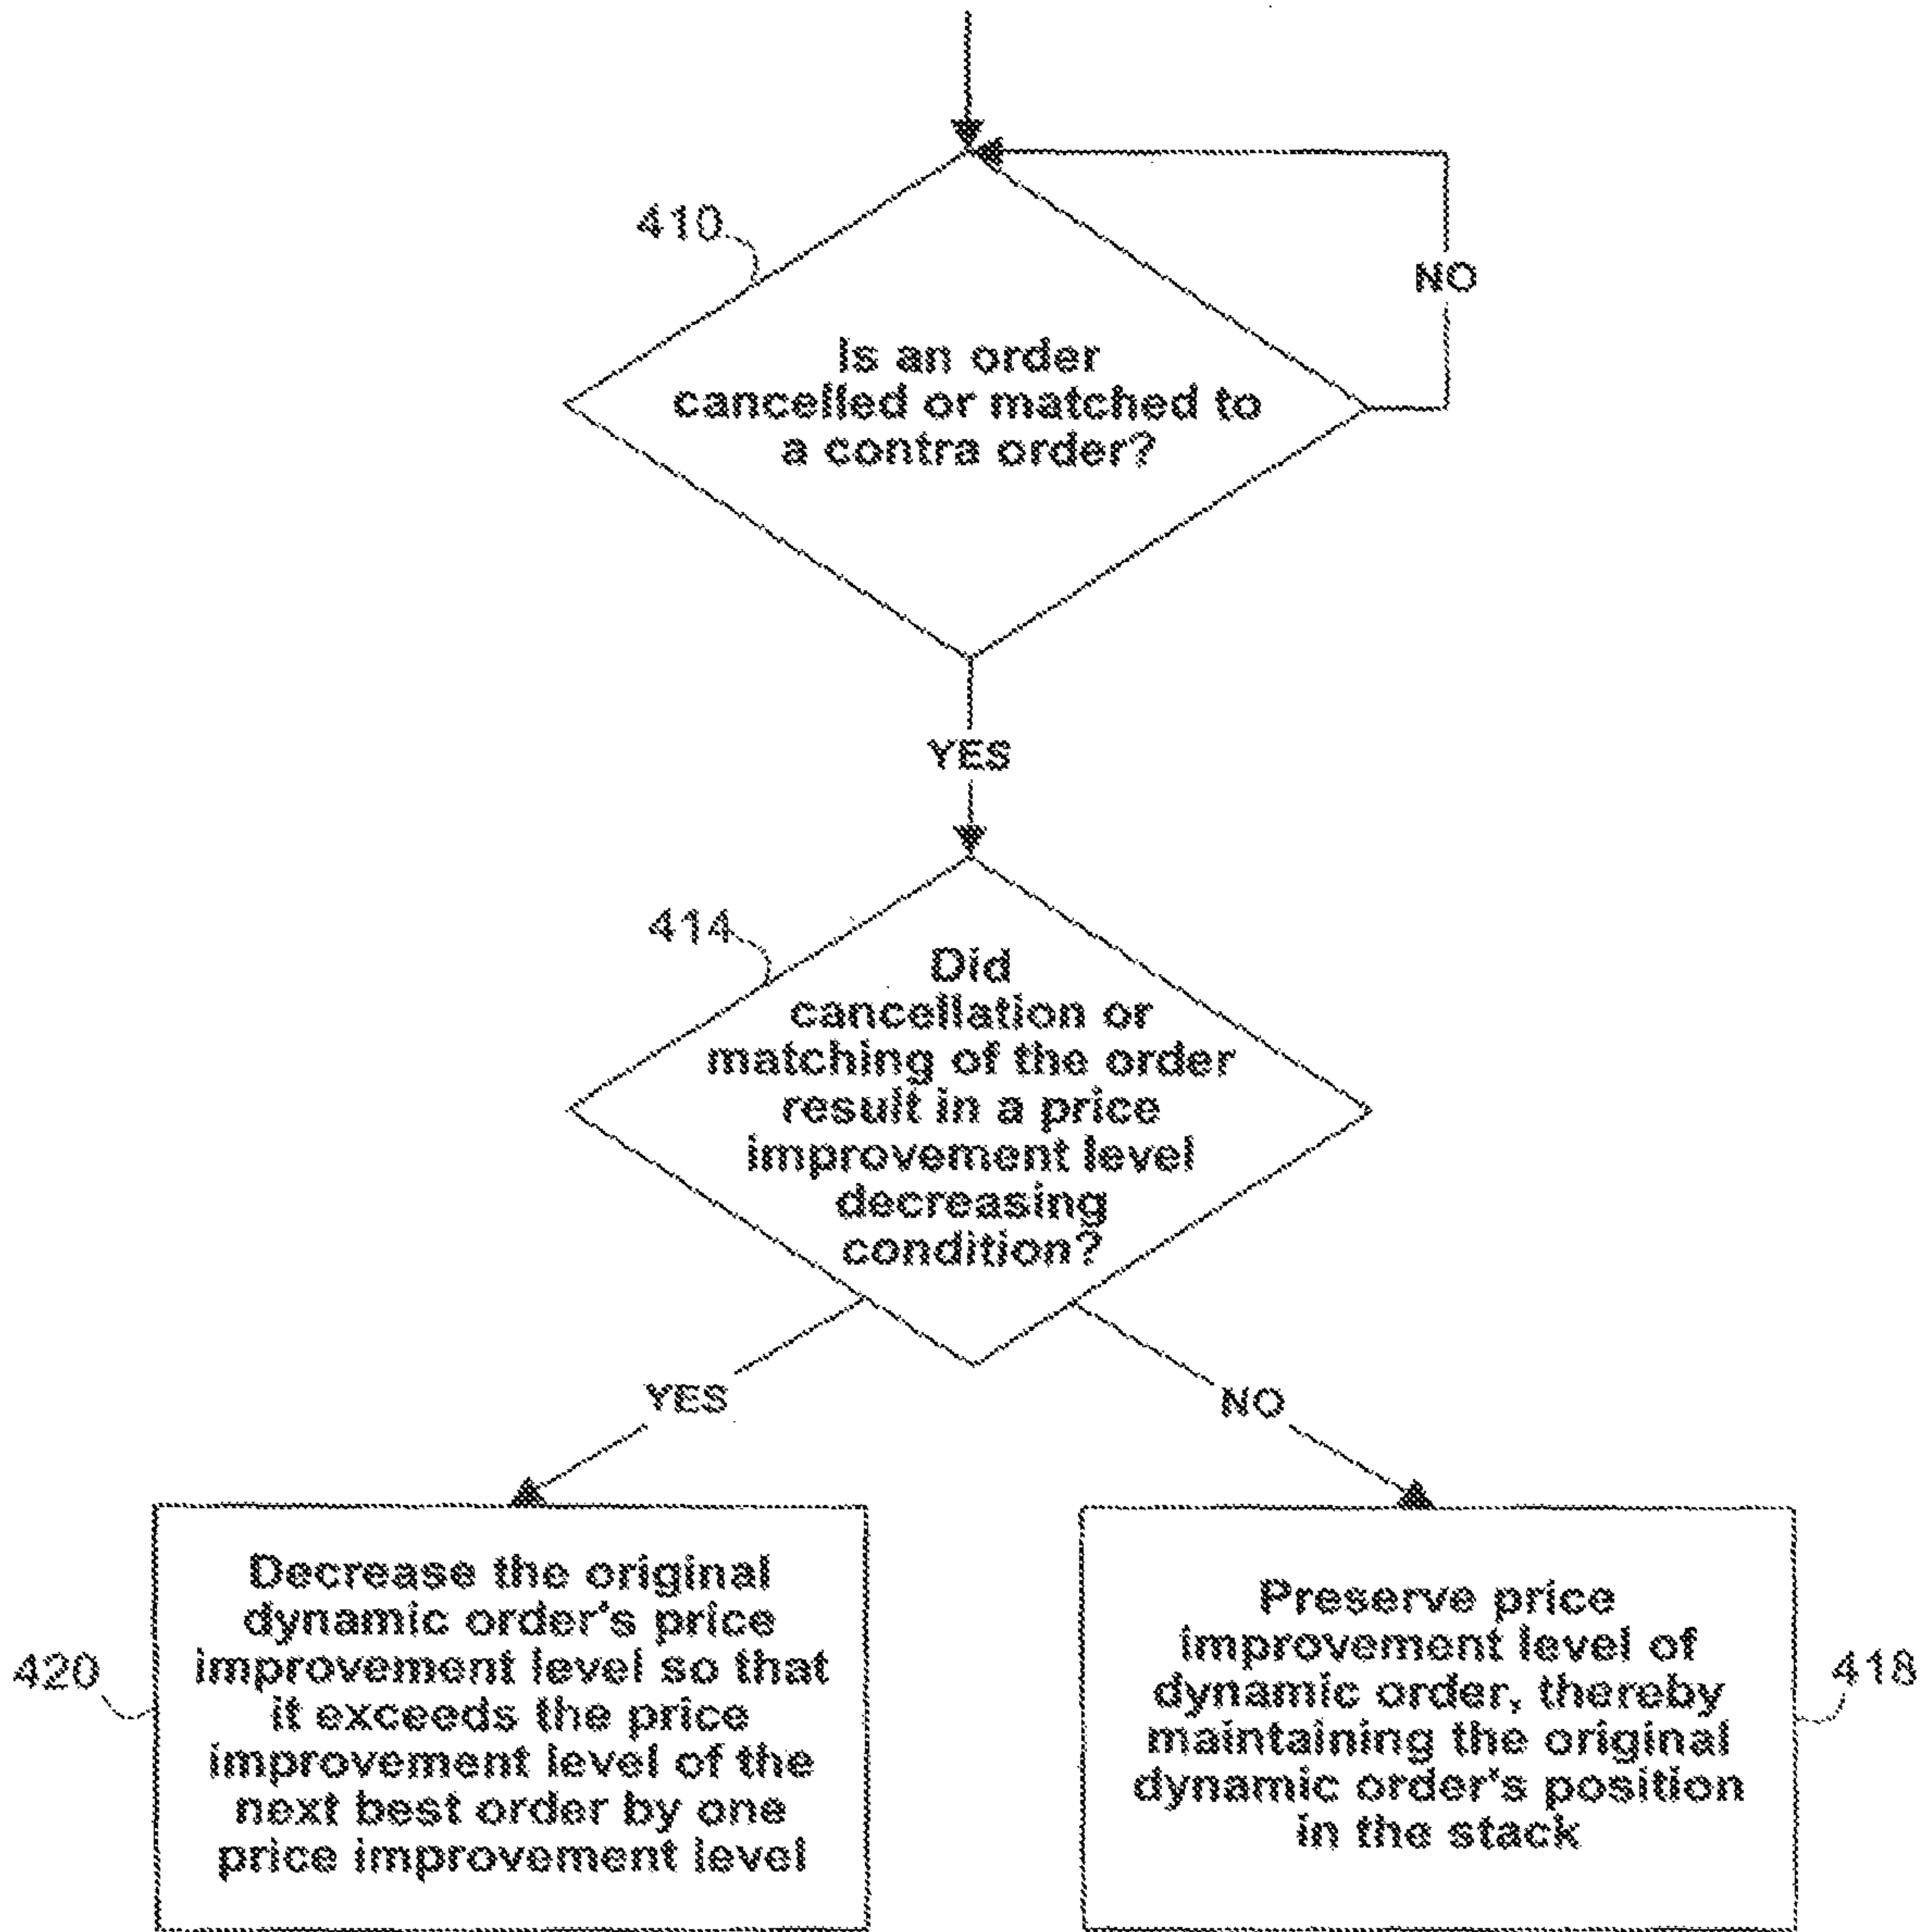 410
NO
Is an order
cancelled or matched to
a contra order?
YES
414
Did
cancellation or
matching of the order
result in a price
improvement level
decreasing
condition?
YES
NO
420
Decrease the original
dynamic order's price
improvement level so that
it exceeds the price
improvement level of the
next best order by one
price improvement level
Preserve price
improvement level of
dynamic order, thereby
maintaining the original
dynamic order's position
in the stack
418